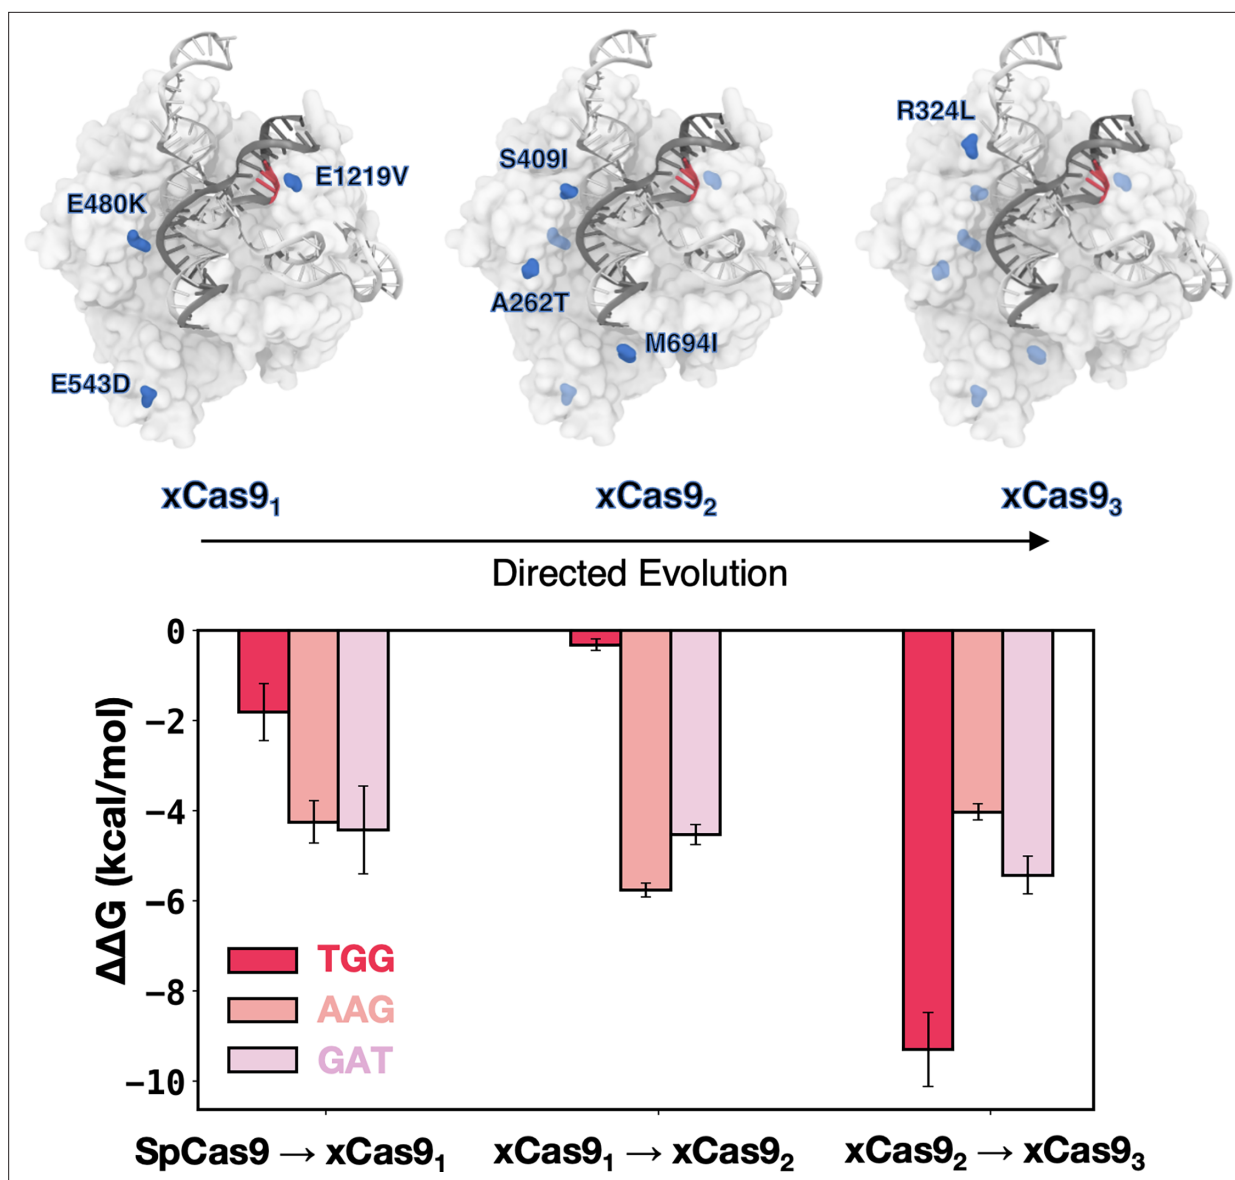 R324L
S409I
E1219V
E480K
A262T
M694I
E543D
xCas9₁
xCas9₂
xCas9₃
Directed Evolution
0
−2
−4
−6
−8
−10
ΔΔG (kcal/mol)
TGG
AAG
GAT
SpCas9 → xCas9₁
xCas9₁ → xCas9₂
xCas9₂ → xCas9₃